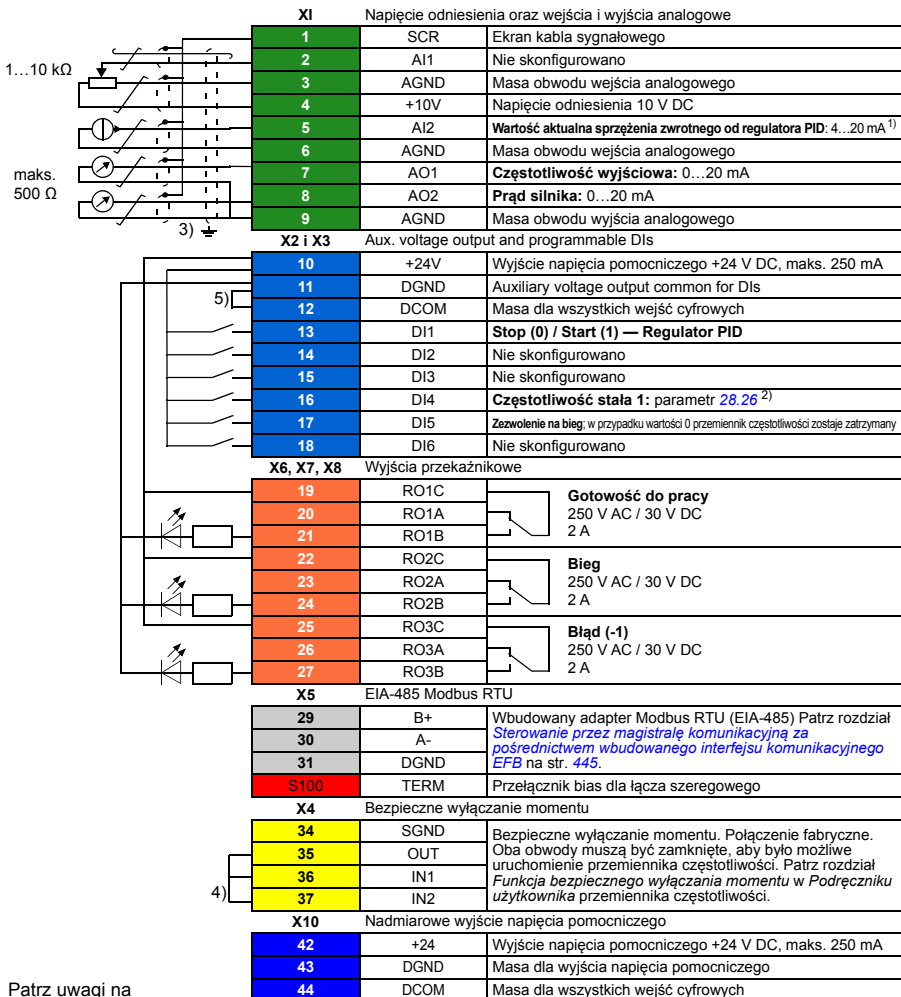 XI Napięcie odniesienia oraz wejścia i wyjścia analogowe
1 SCR Ekran kabla sygnałowego
2 AI1 Nie skonfigurowano
1…10 kΩ
3 AGND Masa obwodu wejścia analogowego
4 +10V Napięcie odniesienia 10 V DC
5 AI2 Wartość aktualna sprzężenia zwrotnego od regulatora PID: 4…20 mA 1)
6 AGND Masa obwodu wejścia analogowego
maks.
500 Ω
7 AO1 Częstotliwość wyjściowa: 0…20 mA
8 AO2 Prąd silnika: 0…20 mA
9 AGND Masa obwodu wyjścia analogowego
3)
X2 i X3 Aux. voltage output and programmable DIs
10 +24V Wyjście napięcia pomocniczego +24 V DC, maks. 250 mA
11 DGND Auxiliary voltage output common for DIs
5)
12 DCOM Masa dla wszystkich wejść cyfrowych
13 DI1 Stop (0) / Start (1) — Regulator PID
14 DI2 Nie skonfigurowano
15 DI3 Nie skonfigurowano
16 DI4 Częstotliwość stała 1: parametr 28.26 2)
17 DI5 Zezwolenie na bieg; w przypadku wartości 0 przemiennik częstotliwości zostaje zatrzymany
18 DI6 Nie skonfigurowano
X6, X7, X8 Wyjścia przekaźnikowe
19 RO1C Gotowość do pracy
20 RO1A 250 V AC / 30 V DC
21 RO1B 2 A
22 RO2C Bieg
23 RO2A 250 V AC / 30 V DC
24 RO2B 2 A
25 RO3C Błąd (-1)
26 RO3A 250 V AC / 30 V DC
27 RO3B 2 A
X5 EIA-485 Modbus RTU
29 B+ Wbudowany adapter Modbus RTU (EIA-485) Patrz rozdział
30 A- Sterowanie przez magistralę komunikacyjną za
pośrednictwem wbudowanego interfejsu komunikacyjnego
31 DGND EFB na str. 445.
S100 TERM Przełącznik bias dla łącza szeregowego
X4 Bezpieczne wyłączanie momentu
34 SGND Bezpieczne wyłączanie momentu. Połączenie fabryczne.
35 OUT Oba obwody muszą być zamknięte, aby było możliwe
uruchomienie przemiennika częstotliwości. Patrz rozdział
36 IN1 Funkcja bezpiecznego wyłączania momentu w Podręczniku
4)
37 IN2 użytkownika przemiennika częstotliwości.
X10 Nadmiarowe wyjście napięcia pomocniczego
42 +24 Wyjście napięcia pomocniczego +24 V DC, maks. 250 mA
43 DGND Masa dla wyjścia napięcia pomocniczego
44 DCOM Masa dla wszystkich wejść cyfrowych
Patrz uwagi na